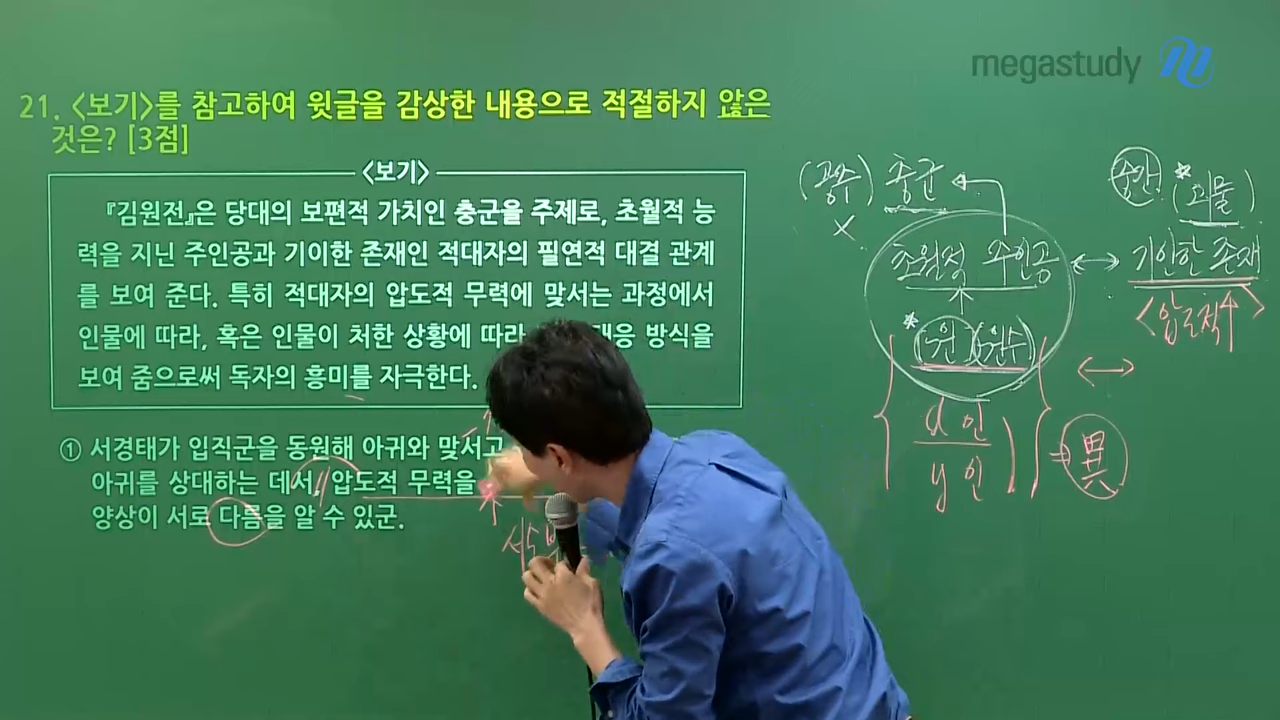 megastudy
21. <보기>를 참고하여 윗글을 감상한 내용으로 적절하지 않은
것은? [3점]
<보기>
『김원전』은 당대의 보편적 가치인 충군을 주제로, 초월적 능
력을 지닌 주인공과 기이한 존재인 적대자의 필연적 대결 관계
를 보여 준다. 특히 적대자의 압도적 무력에 맞서는 과정에서
인물에 따라, 혹은 인물이 처한 상황에 따라 대응 방식을
보여 줌으로써 독자의 흥미를 자극한다.
① 서경태가 입직군을 동원해 아귀와 맞서고
아귀를 상대하는 데서, 압도적 무력을
양상이 서로 다름을 알 수 있군.
충군
초월적 주인공 ↔ 기이한 존재
(괴물)
<압도적↑>
(원) (원수)
異